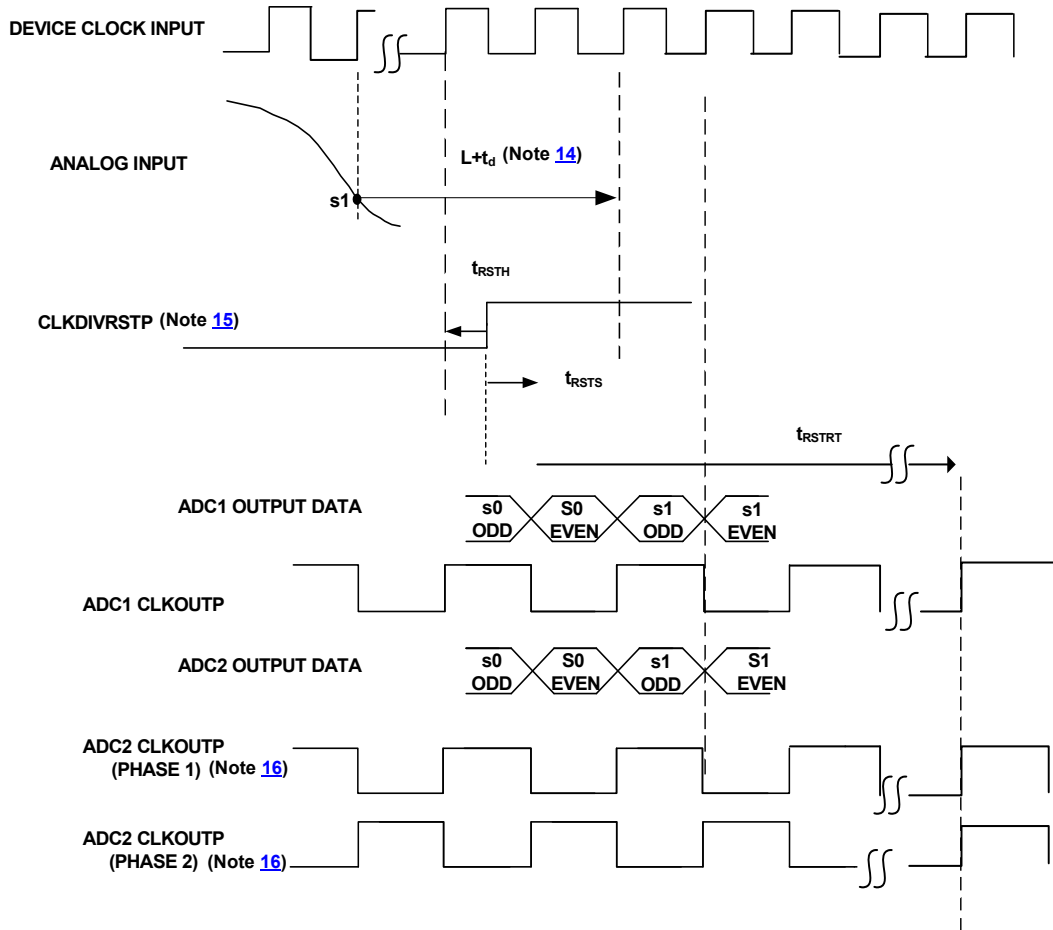 DEVICE CLOCK INPUT
ANALOG INPUT
L+td (Note 14)
s1
tRSTH
CLKDIVRSTP (Note 15)
tRSTS
tRSTRT
ADC1 OUTPUT DATA
s0 ODD
S0 EVEN
s1 ODD
s1 EVEN
ADC1 CLKOUTP
ADC2 OUTPUT DATA
s0 ODD
S0 EVEN
s1 ODD
S1 EVEN
ADC2 CLKOUTP
(PHASE 1) (Note 16)
ADC2 CLKOUTP
(PHASE 2) (Note 16)